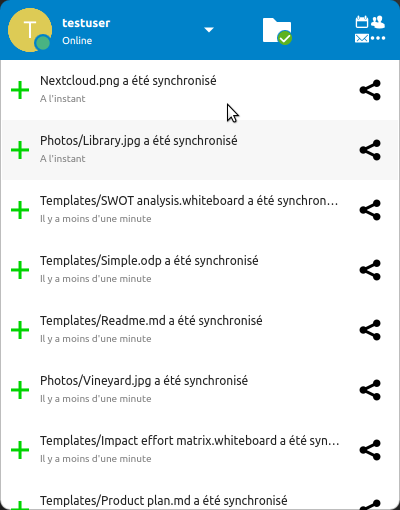 T
testuser
Online
Nextcloud.png a été synchronisé
A l'instant
Photos/Library.jpg a été synchronisé
A l'instant
Templates/SWOT analysis.whiteboard a été synchron…
Il y a moins d'une minute
Templates/Simple.odp a été synchronisé
Il y a moins d'une minute
Templates/Readme.md a été synchronisé
Il y a moins d'une minute
Photos/Vineyard.jpg a été synchronisé
Il y a moins d'une minute
Templates/Impact effort matrix.whiteboard a été syn…
Il y a moins d'une minute
Templates/Product plan.md a été synchronisé